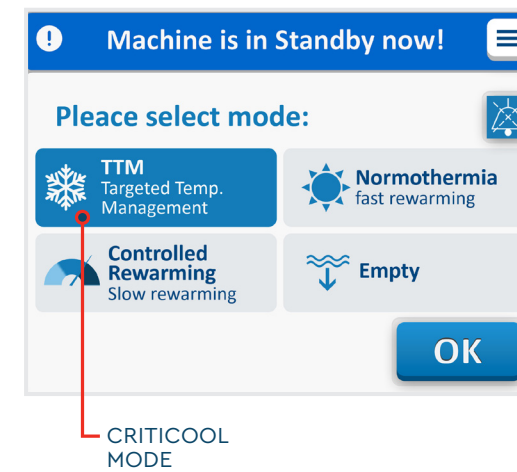 Machine is in Standby now!
Pleace select mode:
TTM
Targeted Temp.
Management
Normothermia
fast rewarming
Controlled
Rewarming
Slow rewarming
Empty
OK
CRITICOOL
MODE